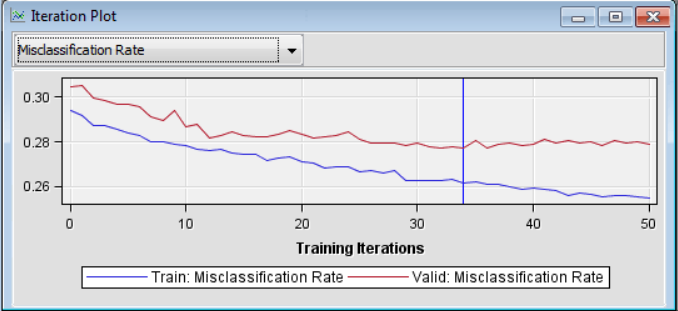 Iteration Plot
Misclassification Rate
0.30
0.28
0.26
0 10 20 30 40 50
Training Iterations
Train: Misclassification Rate Valid: Misclassification Rate